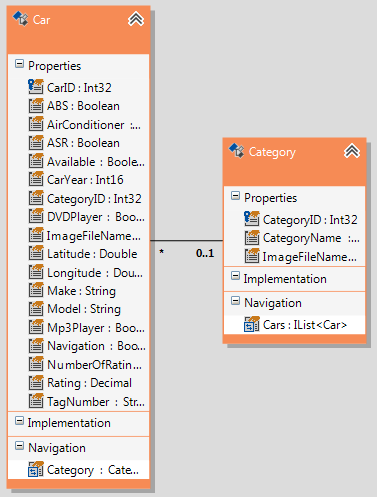 Car
Properties
CarID : Int32
ABS : Boolean
AirConditioner :...
ASR : Boolean
Available : Boole...
CarYear : Int16
CategoryID : Int32
DVDPlayer : Boo...
ImageFileName...
Latitude : Double
Longitude : Dou...
Make : String
Model : String
Mp3Player : Boo...
Navigation : Boo...
NumberOfRatin...
Rating : Decimal
TagNumber : Str...
Implementation
Navigation
Category : Cate...
* 0..1
Category
Properties
CategoryID : Int32
CategoryName :...
ImageFileName...
Implementation
Navigation
Cars : IList<Car>